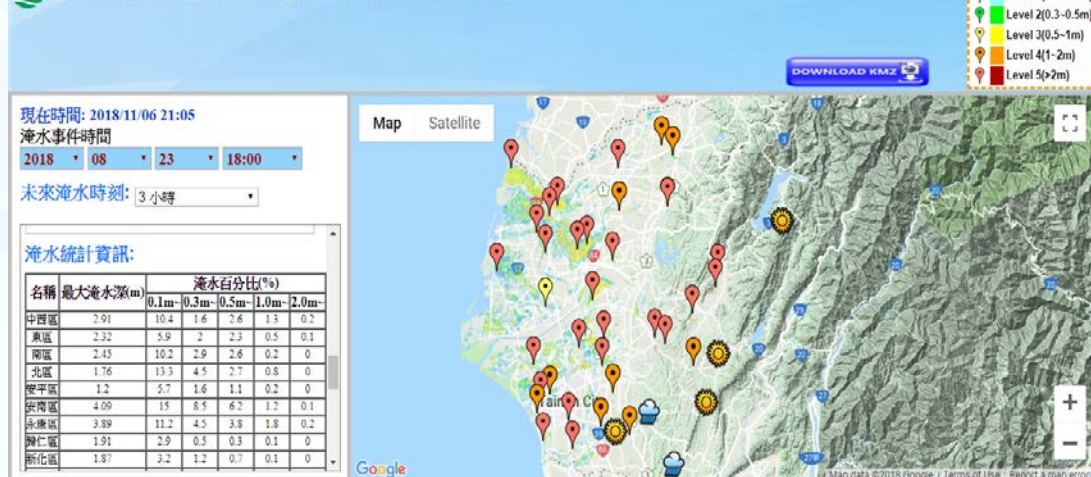 Level 2(0.3~0.5m)
Level 3(0.5~1m)
Level 4(1~2m)
Level 5(>2m)
DOWNLOAD KMZ
現在時間: 2018/11/06 21:05
淹水事件時間
2018 08 23 18:00
未來淹水時刻: 3 小時
淹水統計資訊:
名稱 最大淹水深(m) 淹水百分比(%)
0.1m~ 0.3m~ 0.5m~ 1.0m~ 2.0m~
中西區 2.91 10.4 1.6 2.6 1.3 0.2
東區 2.32 5.9 2 2.3 0.5 0.1
南區 2.45 10.2 2.9 2.6 0.2 0
北區 1.76 13.3 4.5 2.7 0.8 0
安平區 1.2 5.7 1.6 1.1 0.2 0
安南區 4.09 15 8.5 6.2 1.2 0.1
永康區 3.89 11.2 4.5 3.8 1.8 0.2
歸仁區 1.91 2.9 0.5 0.3 0.1 0
新化區 1.87 3.2 1.2 0.7 0.1 0
Map Satellite
Google
Map data ©2018 Google Terms of Use Report a map error